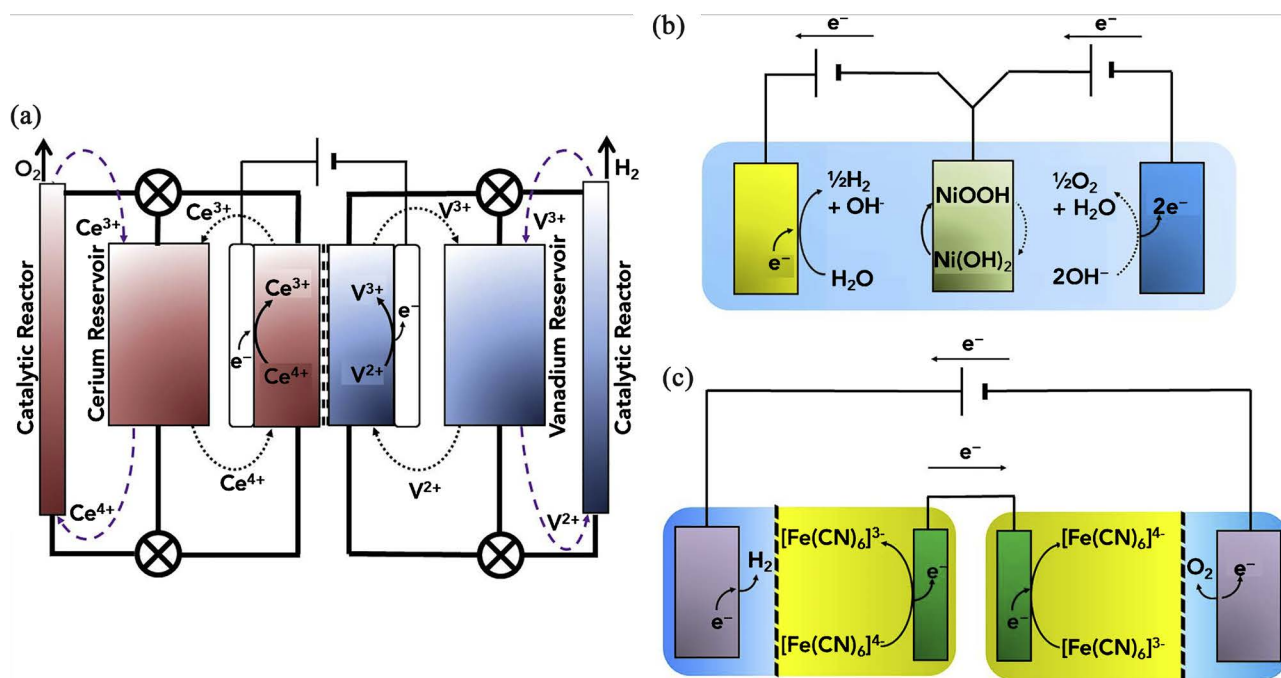 (a)
O₂
H₂
Ce³⁺
Ce³⁺
V³⁺
V³⁺
Catalytic Reactor
Cerium Reservoir
Ce³⁺
e⁻
Ce⁴⁺
V³⁺
e⁻
V²⁺
Vanadium Reservoir
Catalytic Reactor
Ce⁴⁺
Ce⁴⁺
V²⁺
V²⁺
(b)
e⁻
e⁻
½H₂
+ OH⁻
e⁻
H₂O
NiOOH
Ni(OH)₂
½O₂
+ H₂O
2e⁻
2OH⁻
(c)
e⁻
e⁻
H₂
e⁻
[Fe(CN)₆]³⁻
e⁻
[Fe(CN)₆]⁴⁻
[Fe(CN)₆]⁴⁻
e⁻
[Fe(CN)₆]³⁻
O₂
e⁻